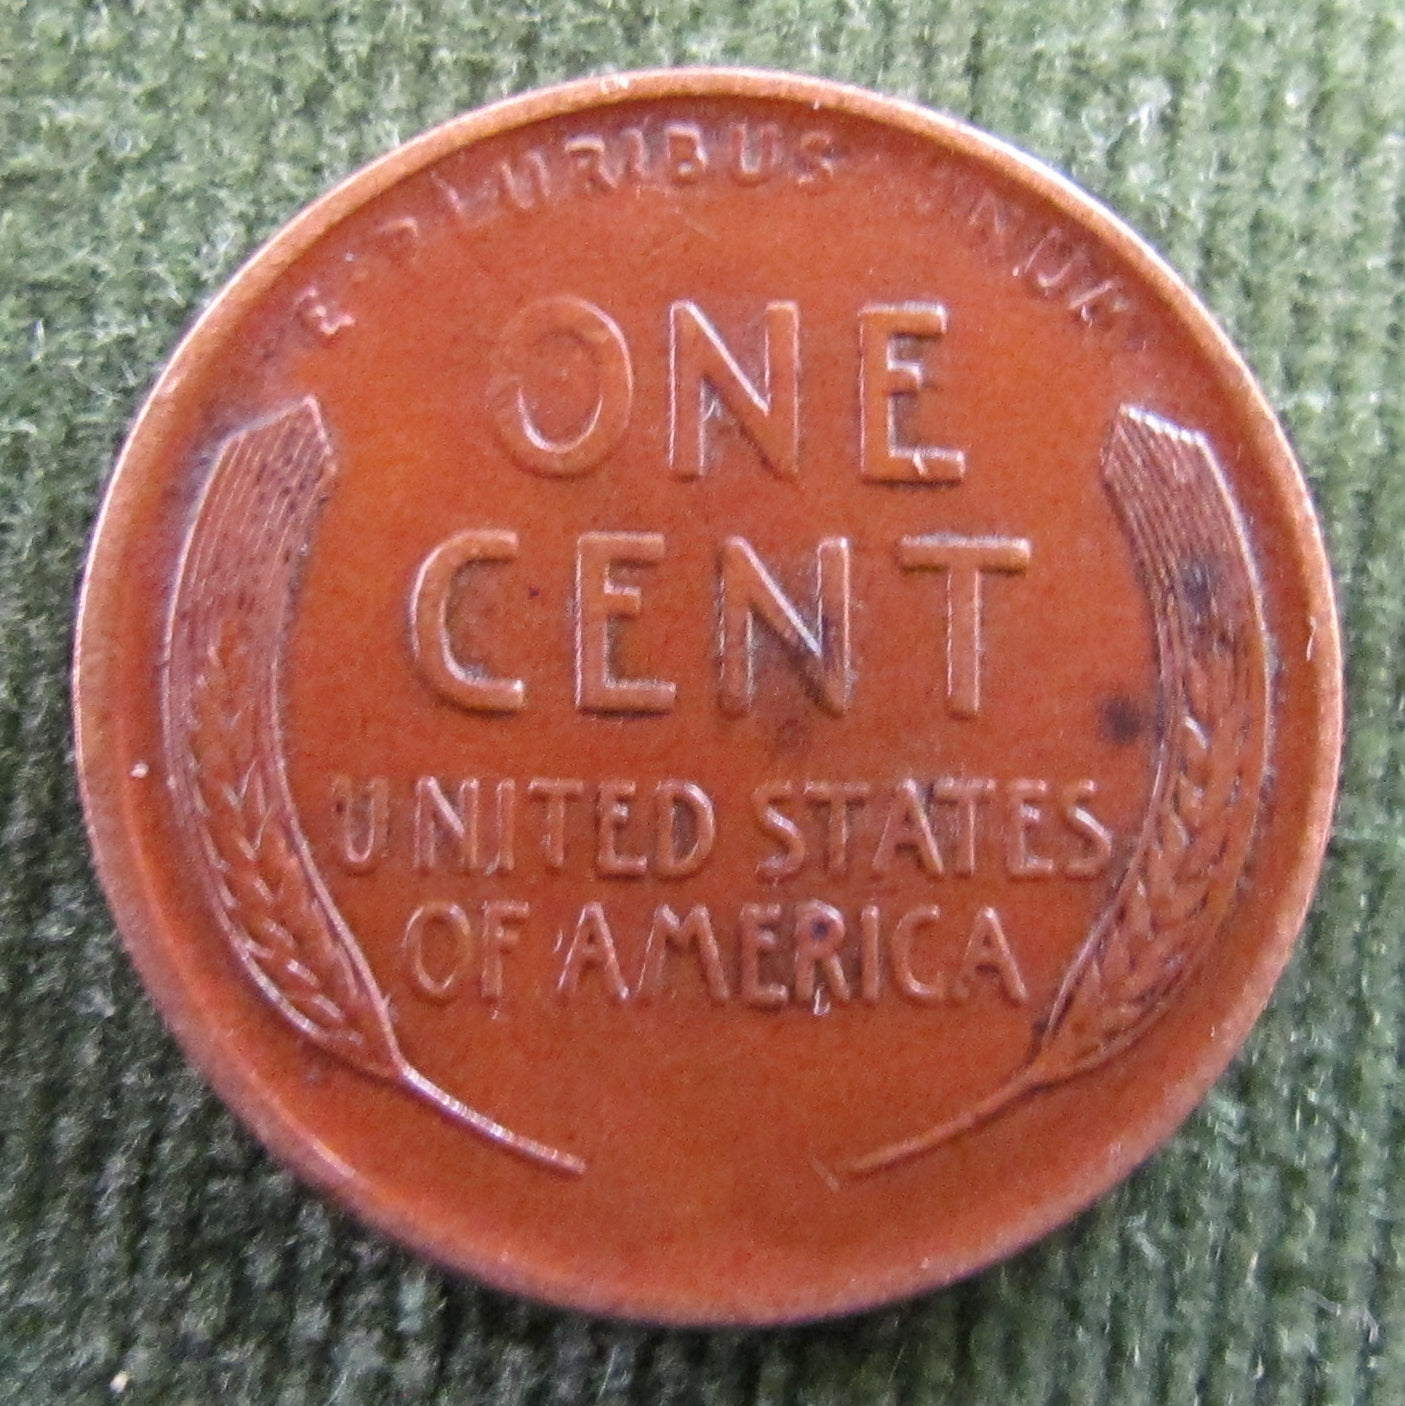 E·PLURIBUS·UNUM
ONE
CENT
UNITED STATES
OF AMERICA